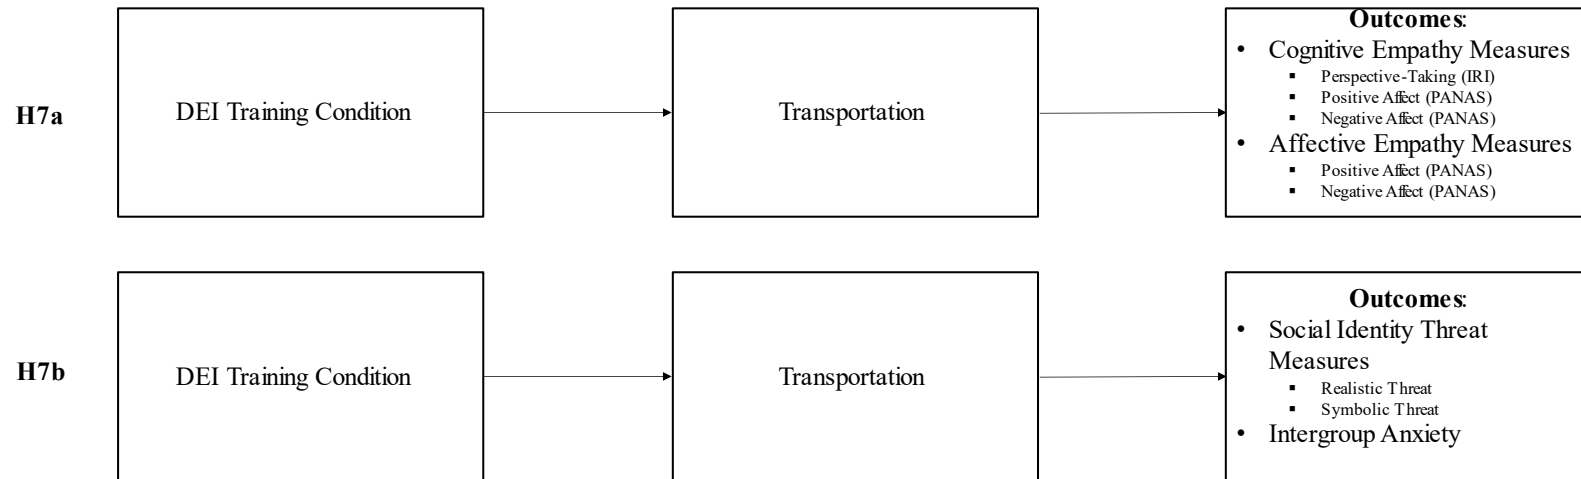 H7a
DEI Training Condition
Transportation
Outcomes:
• Cognitive Empathy Measures
▪ Perspective-Taking (IRI)
▪ Positive Affect (PANAS)
▪ Negative Affect (PANAS)
• Affective Empathy Measures
▪ Positive Affect (PANAS)
▪ Negative Affect (PANAS)
H7b
DEI Training Condition
Transportation
Outcomes:
• Social Identity Threat
Measures
▪ Realistic Threat
▪ Symbolic Threat
• Intergroup Anxiety